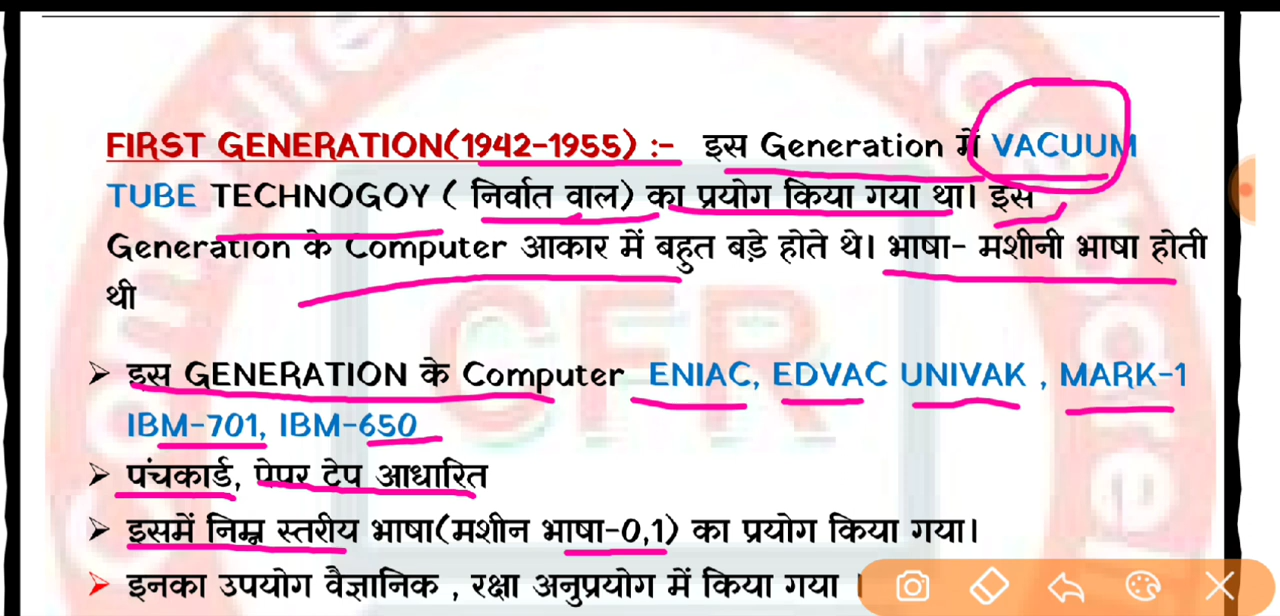 FIRST GENERATION(1942-1955) :- इस Generation में VACUUM
TUBE TECHNOGOY ( निर्वात वाल) का प्रयोग किया गया था। इस
Generation के Computer आकार में बहुत बड़े होते थे। भाषा- मशीनी भाषा होती
थी
➤ इस GENERATION के Computer ENIAC, EDVAC UNIVAK , MARK-1
IBM-701, IBM-650
➤ पंचकार्ड, पेपर टेप आधारित
➤ इसमें निम्न स्तरीय भाषा(मशीन भाषा-0,1) का प्रयोग किया गया।
➤ इनका उपयोग वैज्ञानिक , रक्षा अनुप्रयोग में किया गया ।
CFR